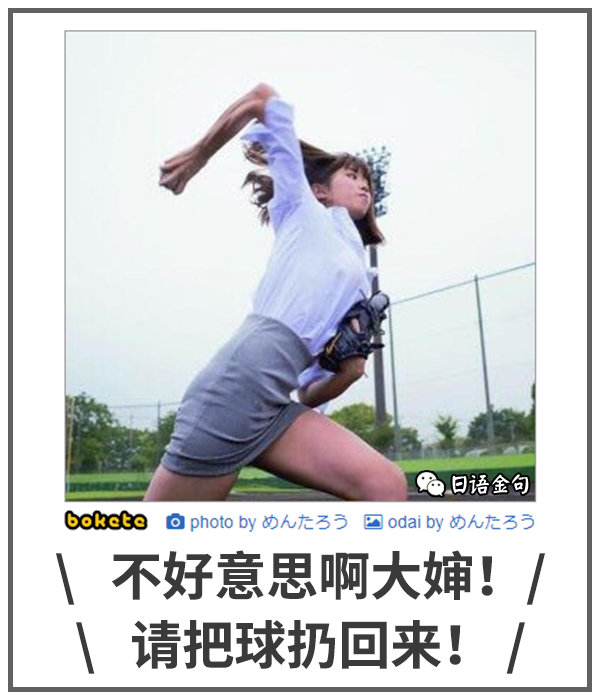 日语金句
bokete photo by めんたろう odai by めんたろう
\ 不好意思啊大婶！ /
\ 请把球扔回来！ /